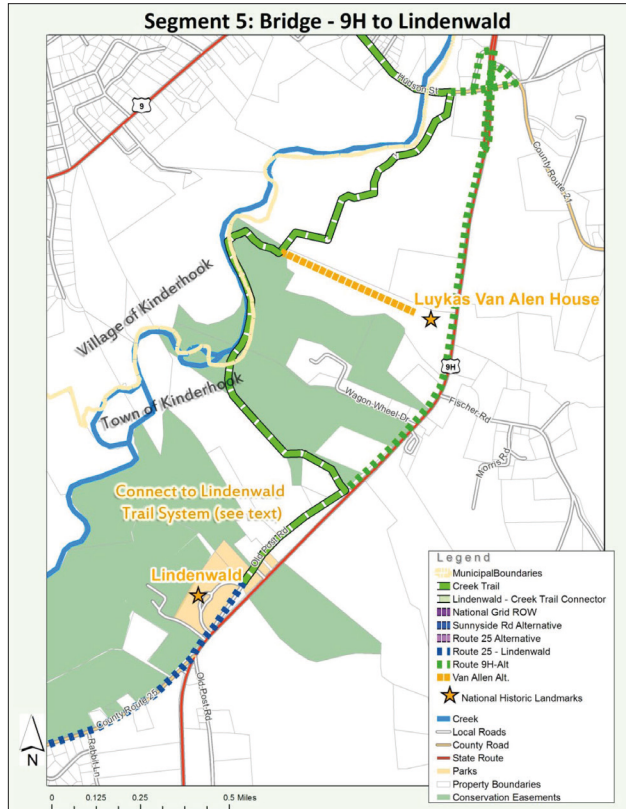 Segment 5: Bridge - 9H to Lindenwald
9
Hudson St
County Route 21
Village of Kinderhook
Luykas Van Alen House
9H
Town of Kinderhook
Wagon Wheel Dr
Fischer Rd
Morris Rd
Connect to Lindenwald
Trail System (see text)
Old Post Rd
Lindenwald
County Route 25
Old Post Rd
Rabbit Ln
N
0 0.125 0.25 0.5 Miles
Legend
MunicipalBoundaries
Creek Trail
Lindenwald - Creek Trail Connector
National Grid ROW
Sunnyside Rd Alternative
Route 25 Alternative
Route 25 - Lindenwald
Route 9H-Alt
Van Allen Alt.
National Historic Landmarks
Creek
Local Roads
County Road
State Route
Parks
Property Boundaries
Conservation Easements